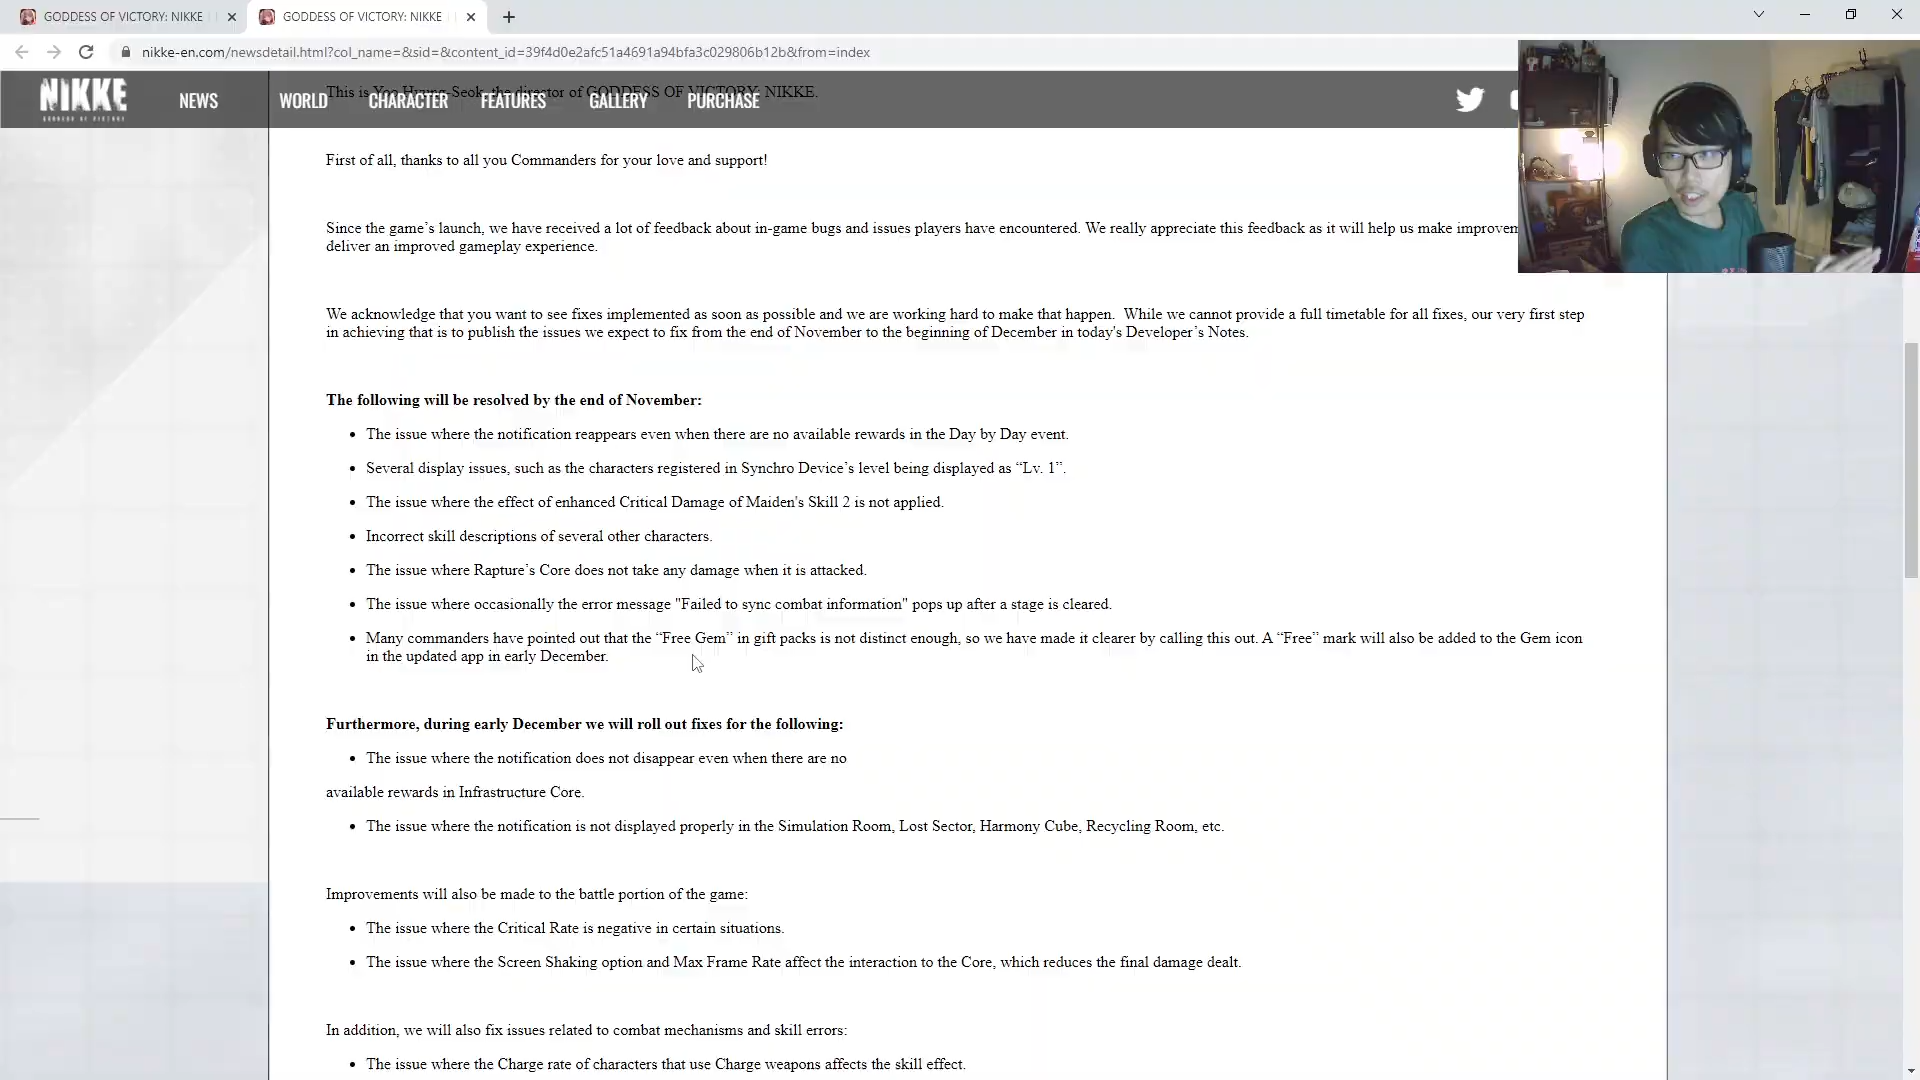 GODDESS OF VICTORY: NIKKE
GODDESS OF VICTORY: NIKKE
nikke-en.com/newsdetail.html?col_name=&sid=&content_id=39f4d0e2afc51a4691a94bfa3c029806b12b&from=index
NIKKE
GODDESS OF VICTORY
NEWS
WORLD
CHARACTER
FEATURES
GALLERY
PURCHASE
This is Yoo Hyung-Seok, the director of GODDESS OF VICTORY: NIKKE.
First of all, thanks to all you Commanders for your love and support!
Since the game’s launch, we have received a lot of feedback about in-game bugs and issues players have encountered. We really appreciate this feedback as it will help us make improvem
deliver an improved gameplay experience.
We acknowledge that you want to see fixes implemented as soon as possible and we are working hard to make that happen. While we cannot provide a full timetable for all fixes, our very first step
in achieving that is to publish the issues we expect to fix from the end of November to the beginning of December in today's Developer’s Notes.
The following will be resolved by the end of November:
• The issue where the notification reappears even when there are no available rewards in the Day by Day event.
• Several display issues, such as the characters registered in Synchro Device’s level being displayed as “Lv. 1”.
• The issue where the effect of enhanced Critical Damage of Maiden's Skill 2 is not applied.
• Incorrect skill descriptions of several other characters.
• The issue where Rapture’s Core does not take any damage when it is attacked.
• The issue where occasionally the error message "Failed to sync combat information" pops up after a stage is cleared.
• Many commanders have pointed out that the “Free Gem” in gift packs is not distinct enough, so we have made it clearer by calling this out. A “Free” mark will also be added to the Gem icon
in the updated app in early December.
Furthermore, during early December we will roll out fixes for the following:
• The issue where the notification does not disappear even when there are no
available rewards in Infrastructure Core.
• The issue where the notification is not displayed properly in the Simulation Room, Lost Sector, Harmony Cube, Recycling Room, etc.
Improvements will also be made to the battle portion of the game:
• The issue where the Critical Rate is negative in certain situations.
• The issue where the Screen Shaking option and Max Frame Rate affect the interaction to the Core, which reduces the final damage dealt.
In addition, we will also fix issues related to combat mechanisms and skill errors:
• The issue where the Charge rate of characters that use Charge weapons affects the skill effect.